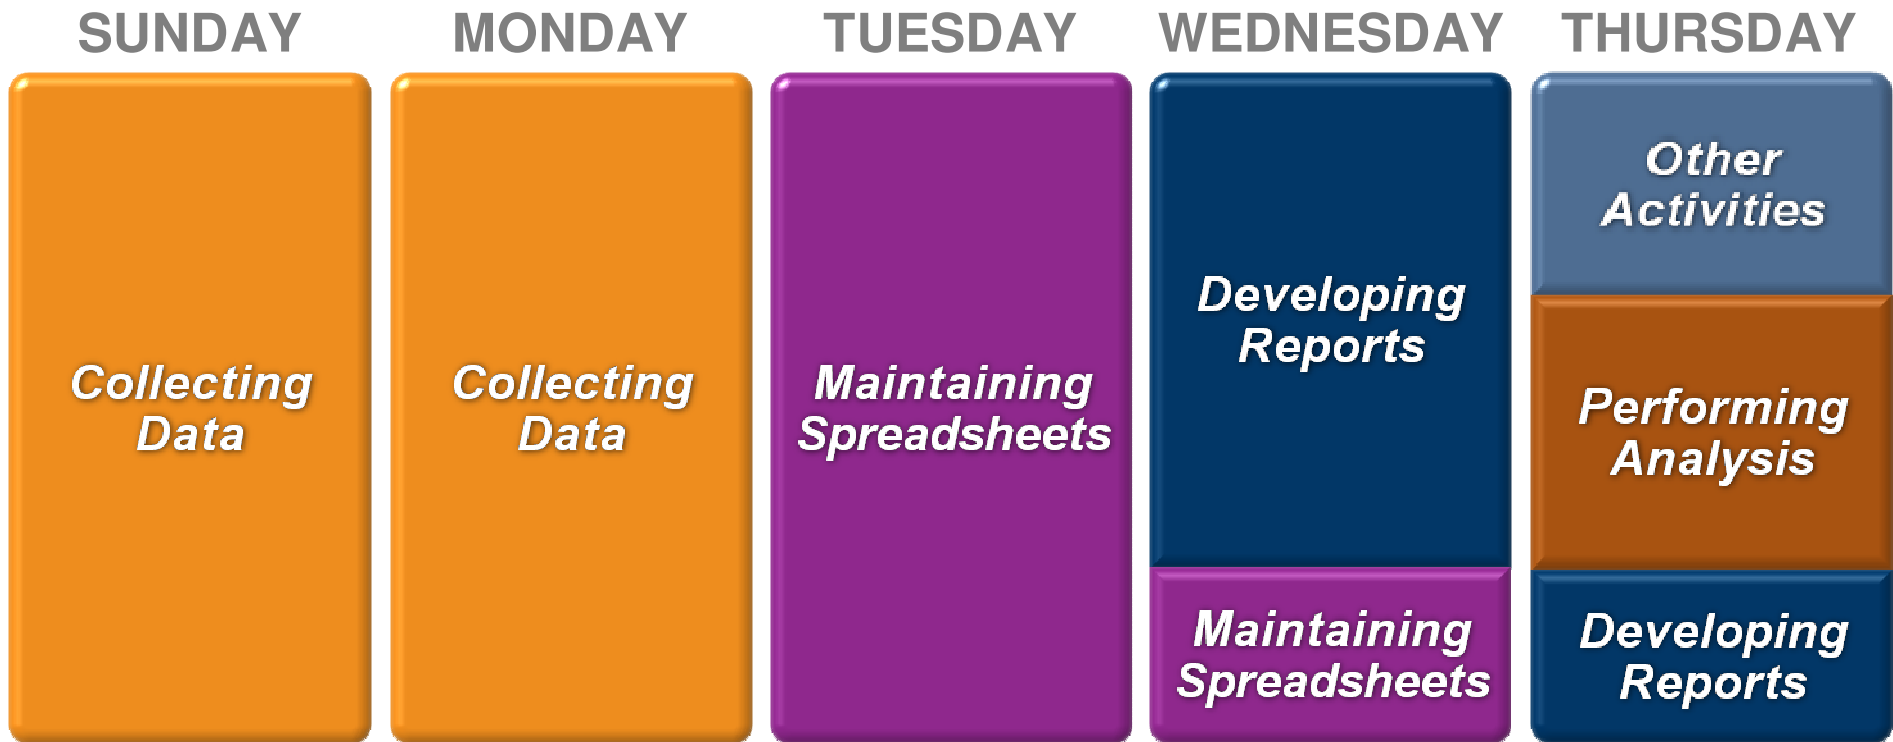 SUNDAY
MONDAY
TUESDAY
WEDNESDAY
THURSDAY
Collecting
Data
Collecting
Data
Maintaining
Spreadsheets
Developing
Reports
Maintaining
Spreadsheets
Other
Activities
Performing
Analysis
Developing
Reports